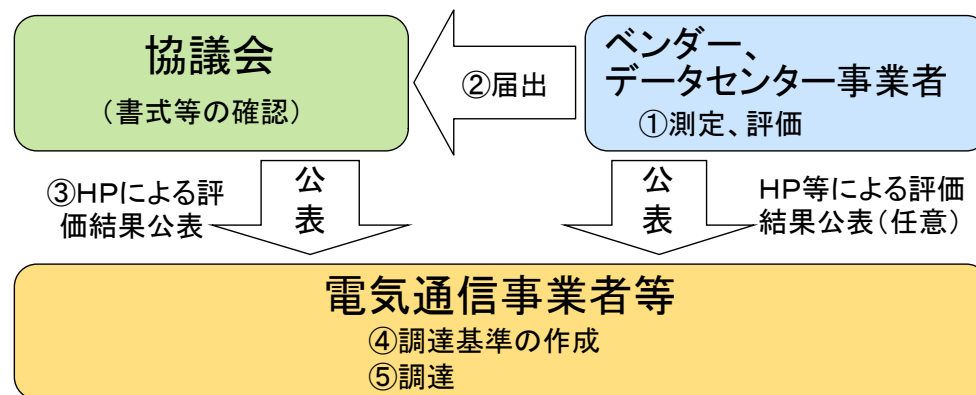 協議会
(書式等の確認)
②届出
ベンダー、
データセンター事業者
①測定、評価
③HPによる評
価結果公表
公
表
公
表
HP等による評価
結果公表(任意)
電気通信事業者等
④調達基準の作成
⑤調達